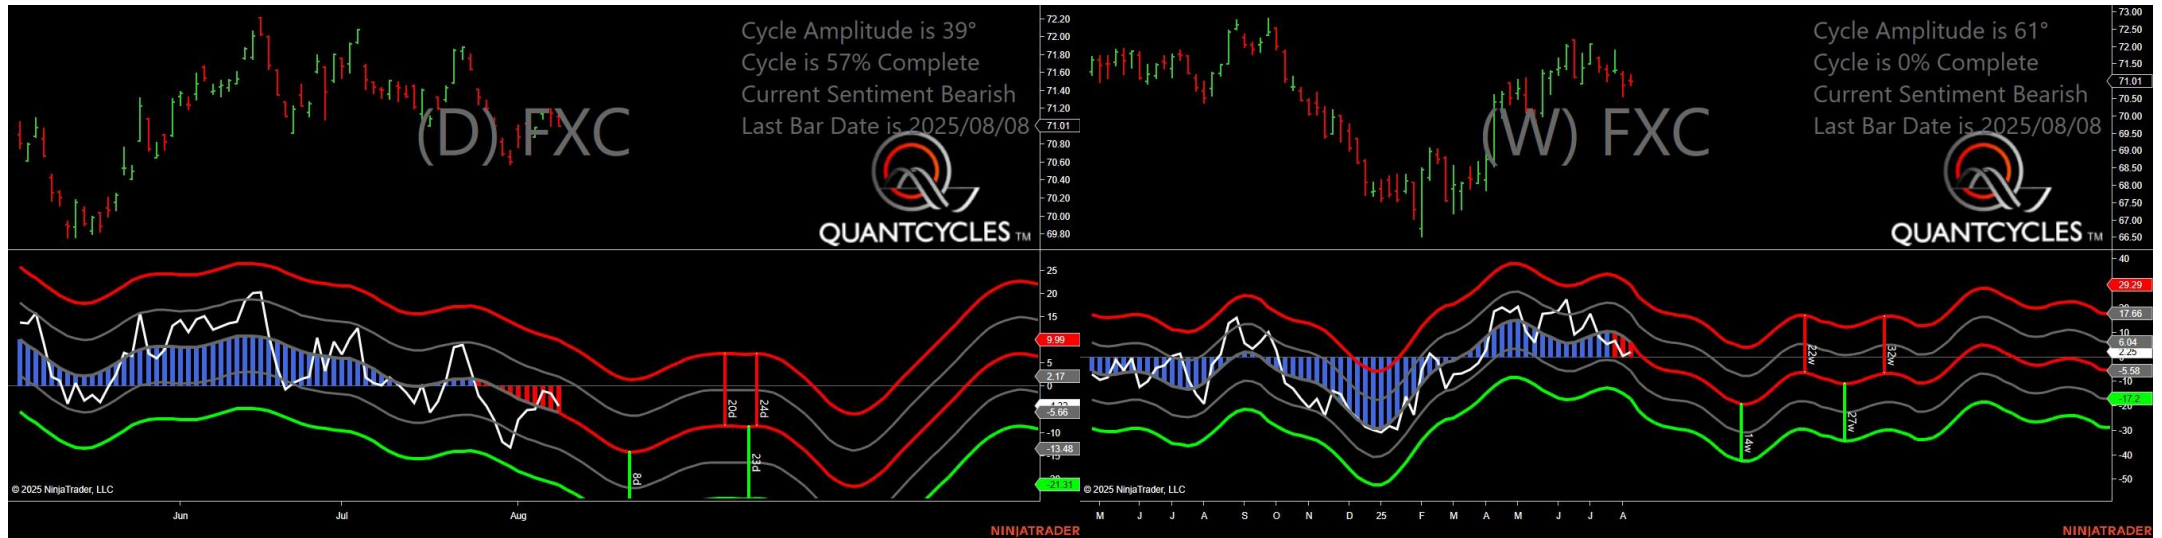 Cycle Amplitude is 39°
Cycle is 57% Complete
Current Sentiment Bearish
Last Bar Date is 2025/08/08
(D) FXC
QUANTCYCLES TM
72.20
72.00
71.80
71.60
71.40
71.20
71.01
70.80
70.60
70.40
70.20
70.00
69.80
25
20
15
9.99
5
2.17
0
-5.66
-10
-13.48
-21.31
8d
20d
23d
24d
© 2025 NinjaTrader, LLC
Jun
Jul
Aug
NINJATRADER
Cycle Amplitude is 61°
Cycle is 0% Complete
Current Sentiment Bearish
Last Bar Date is 2025/08/08
(W) FXC
QUANTCYCLES TM
73.00
72.50
72.00
71.50
71.01
70.50
70.00
69.50
69.00
68.50
68.00
67.50
67.00
66.50
40
29.29
17.66
10
6.04
2.25
-5.58
-10
-17.2
-30
-40
-50
14w
22w
27w
32w
© 2025 NinjaTrader, LLC
M
J
J
A
S
O
N
D
25
F
M
A
M
J
J
A
NINJATRADER